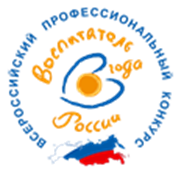 ВСЕРОССИЙСКИЙ ПРОФЕССИОНАЛЬНЫЙ КОНКУРС
Воспитатель
года
России